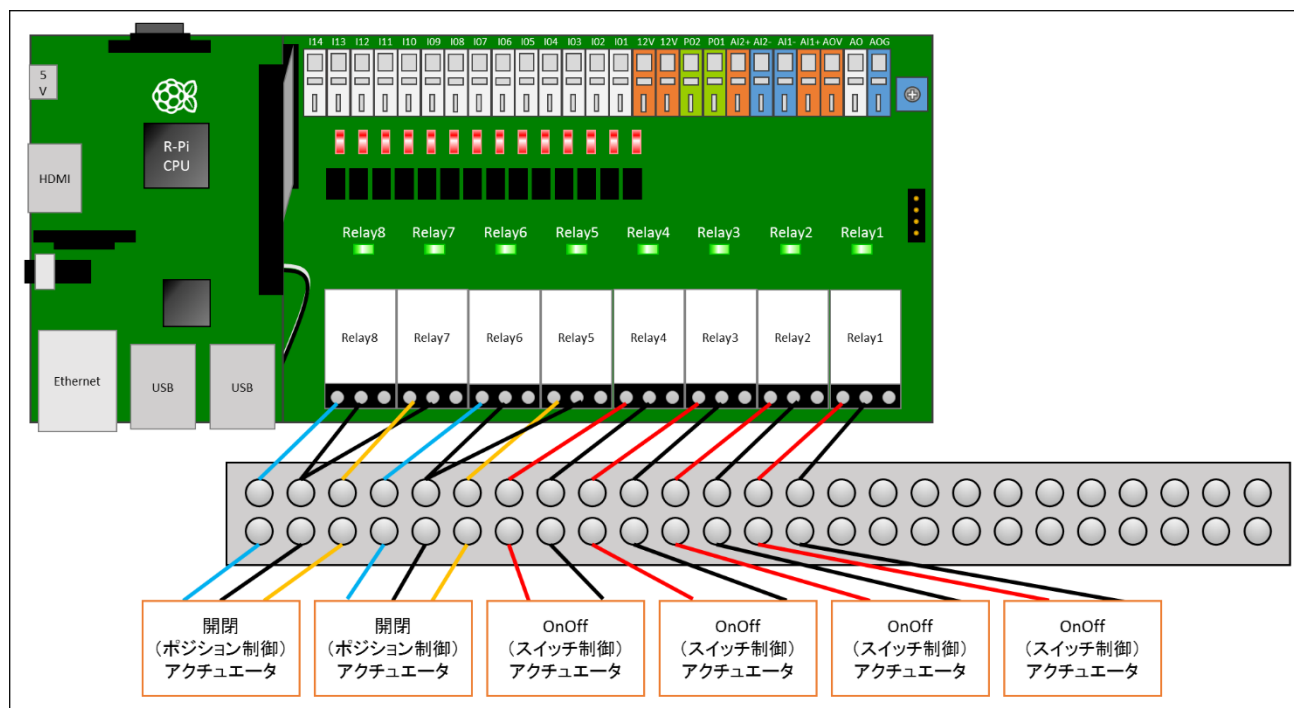 I14 I13 I12 I11 I10 I09 I08 I07 I06 I05 I04 I03 I02 I01 12V 12V P02 P01 AI2+ AI2- AI1- AI1+ AOV AO AOG
5
V
R-Pi
CPU
HDMI
Relay8 Relay7 Relay6 Relay5 Relay4 Relay3 Relay2 Relay1
Relay8 Relay7 Relay6 Relay5 Relay4 Relay3 Relay2 Relay1
Ethernet USB USB
開閉
（ポジション制御）
アクチュエータ
開閉
（ポジション制御）
アクチュエータ
OnOff
（スイッチ制御）
アクチュエータ
OnOff
（スイッチ制御）
アクチュエータ
OnOff
（スイッチ制御）
アクチュエータ
OnOff
（スイッチ制御）
アクチュエータ